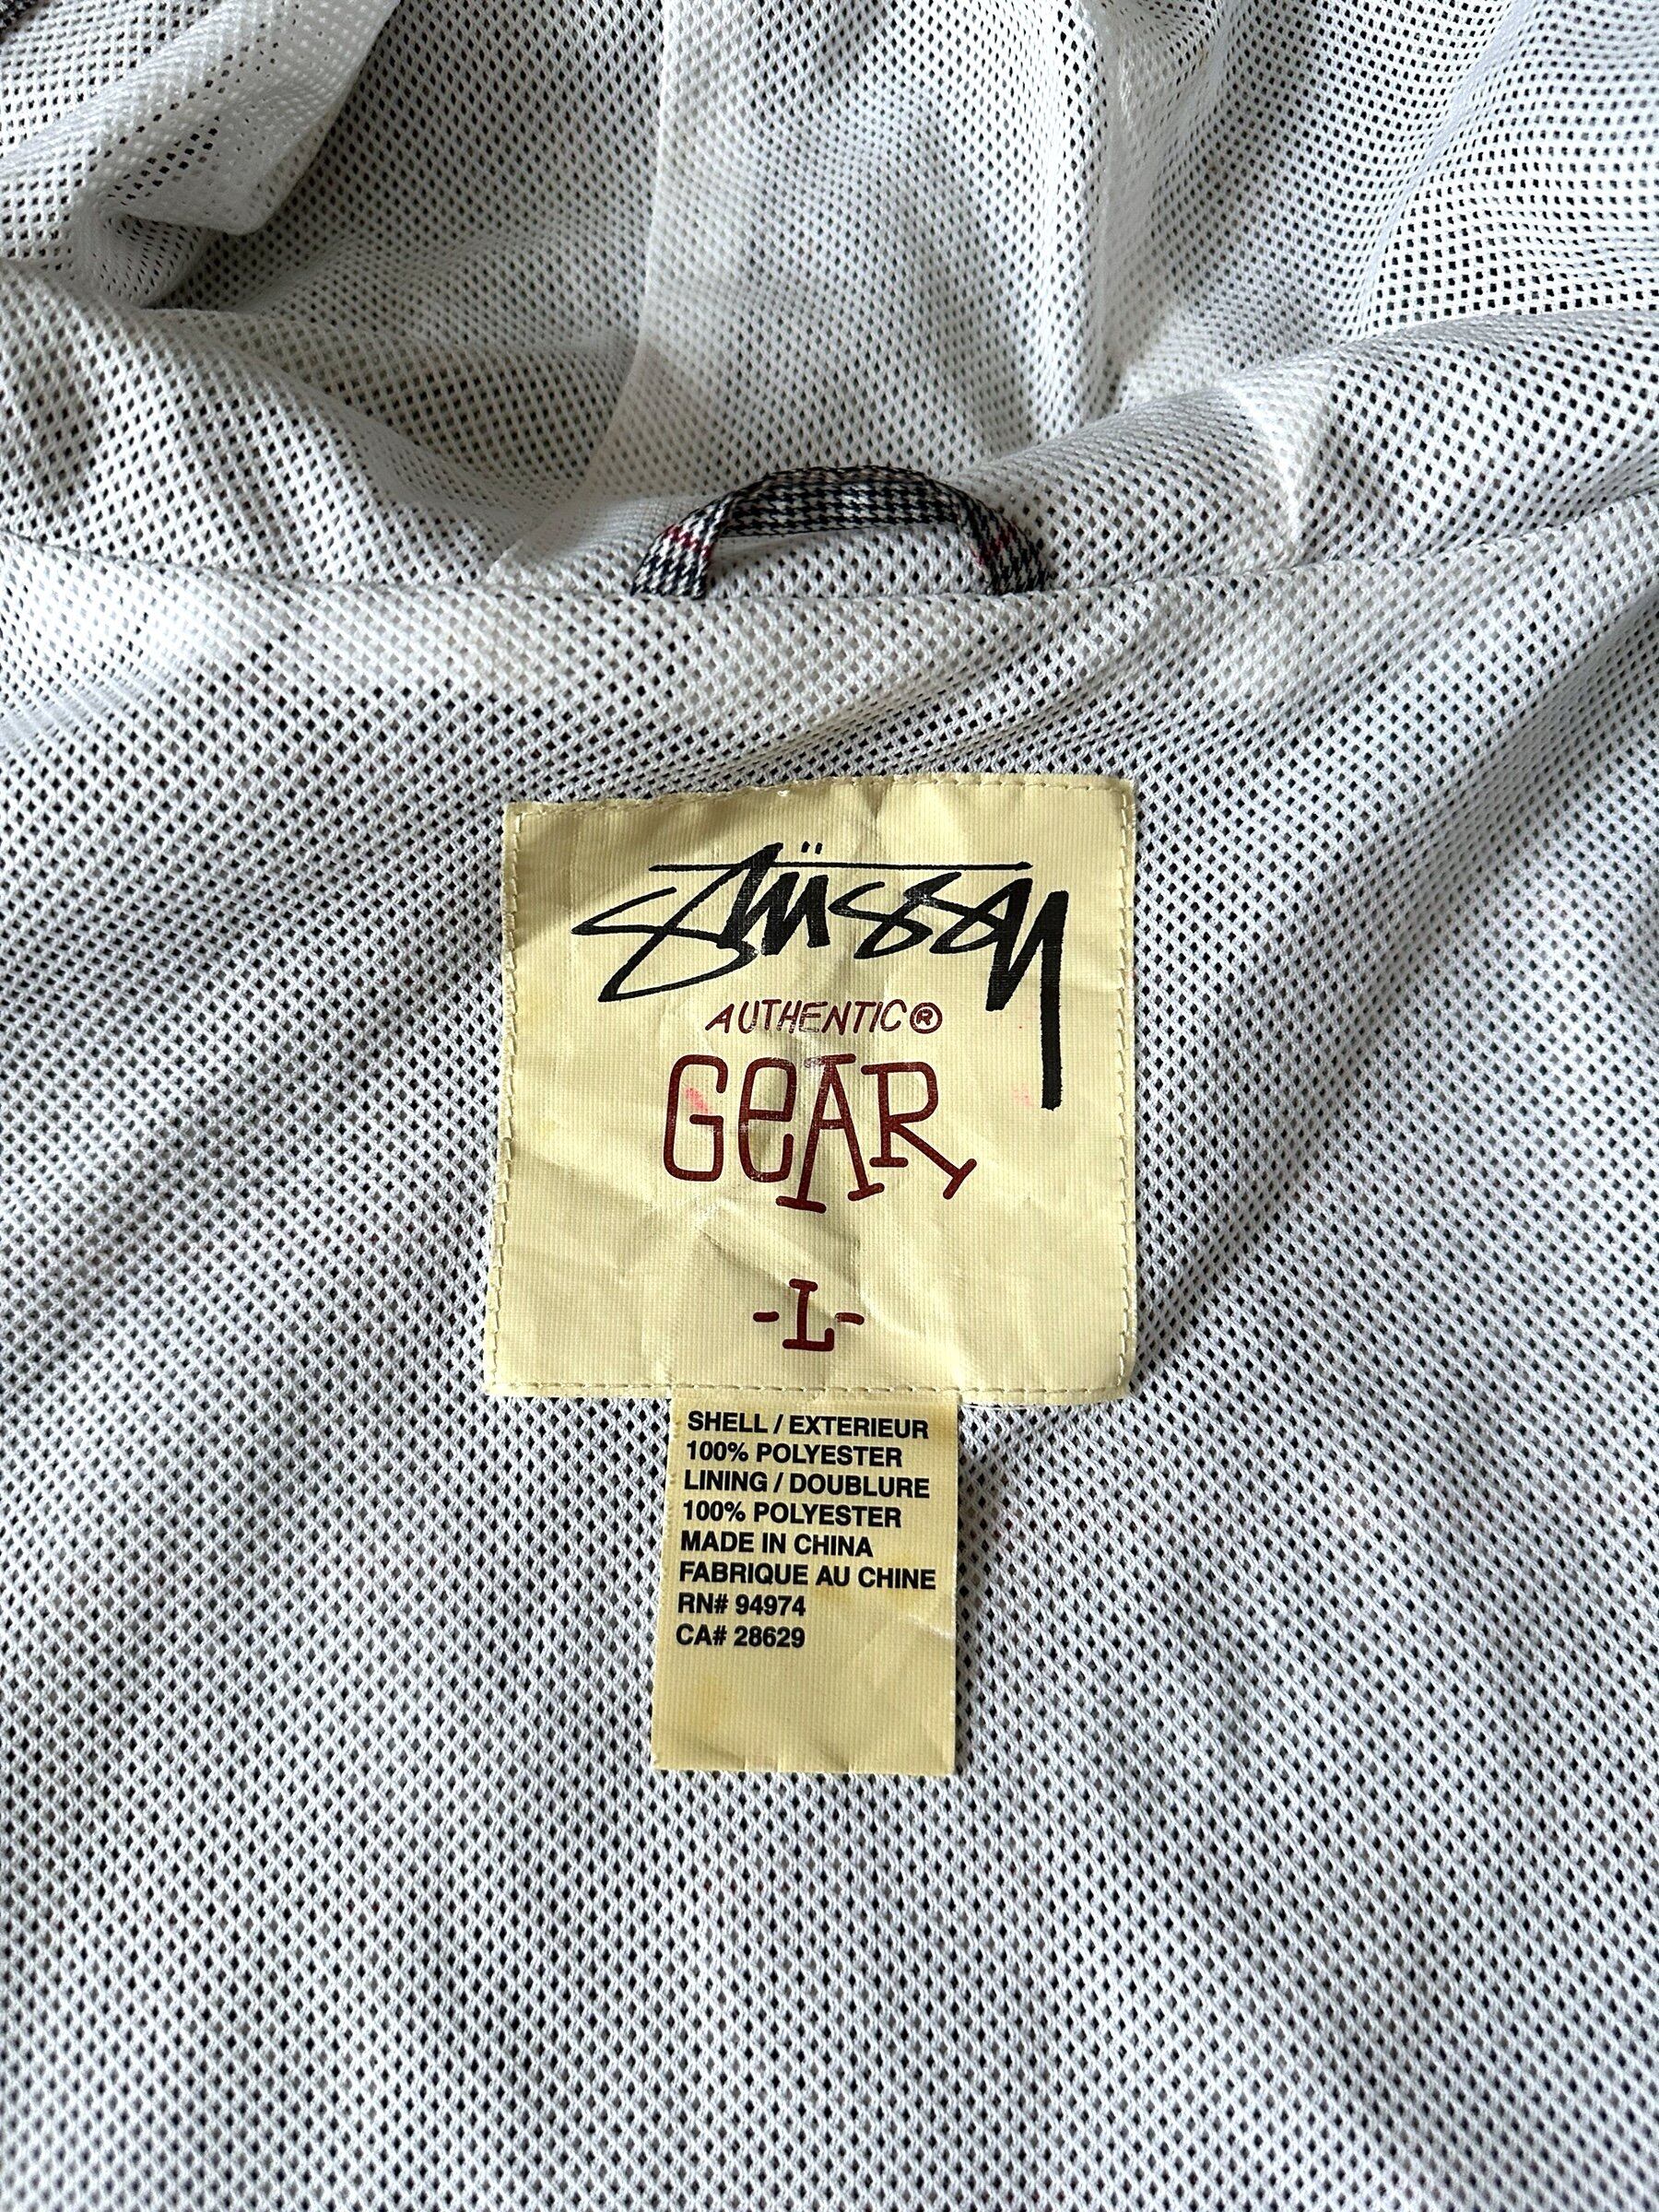 Stüssy
AUTHENTIC®
GeAR
-L-
SHELL / EXTERIEUR
100% POLYESTER
LINING / DOUBLURE
100% POLYESTER
MADE IN CHINA
FABRIQUE AU CHINE
RN# 94974
CA# 28629